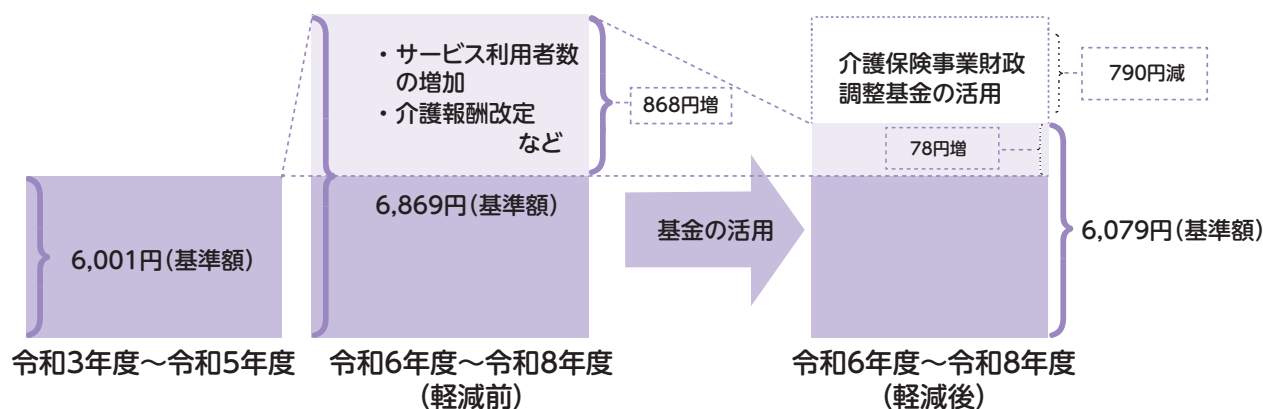 6,001円(基準額)
令和3年度～令和5年度
・サービス利用者数
の増加
・介護報酬改定
など
868円増
6,869円(基準額)
令和6年度～令和8年度
(軽減前)
基金の活用
介護保険事業財政
調整基金の活用
790円減
78円増
6,079円(基準額)
令和6年度～令和8年度
(軽減後)